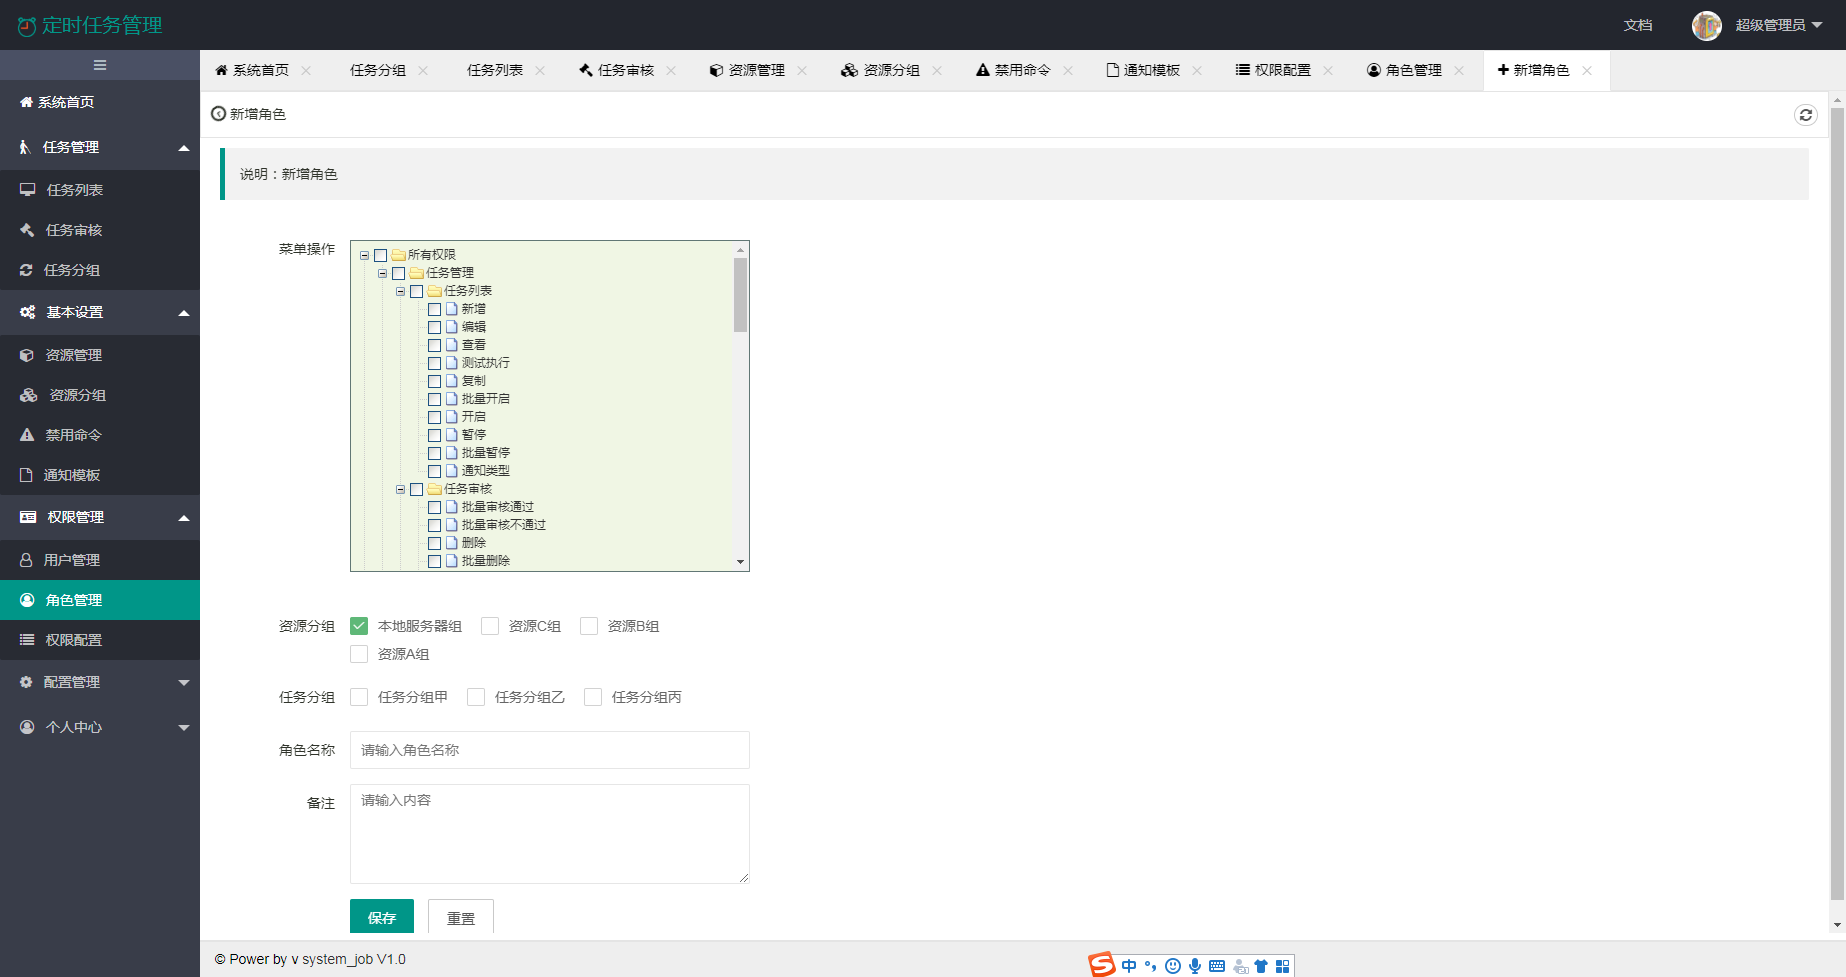 定时任务管理
文档
超级管理员
系统首页 任务分组 任务列表 任务审核 资源管理 资源分组 禁用命令 通知模板 权限配置 角色管理 新增角色
系统首页
任务管理
任务列表
任务审核
任务分组
基本设置
资源管理
资源分组
禁用命令
通知模板
权限管理
用户管理
角色管理
权限配置
配置管理
个人中心
新增角色
说明：新增角色
菜单操作
所有权限
任务管理
任务列表
新增
编辑
查看
测试执行
复制
批量开启
开启
暂停
批量暂停
通知类型
任务审核
批量审核通过
批量审核不通过
删除
批量删除
资源分组 本地服务器组 资源C组 资源B组
资源A组
任务分组 任务分组甲 任务分组乙 任务分组丙
角色名称 请输入角色名称
备注 请输入内容
保存 重置
© Power by v system_job V1.0
中